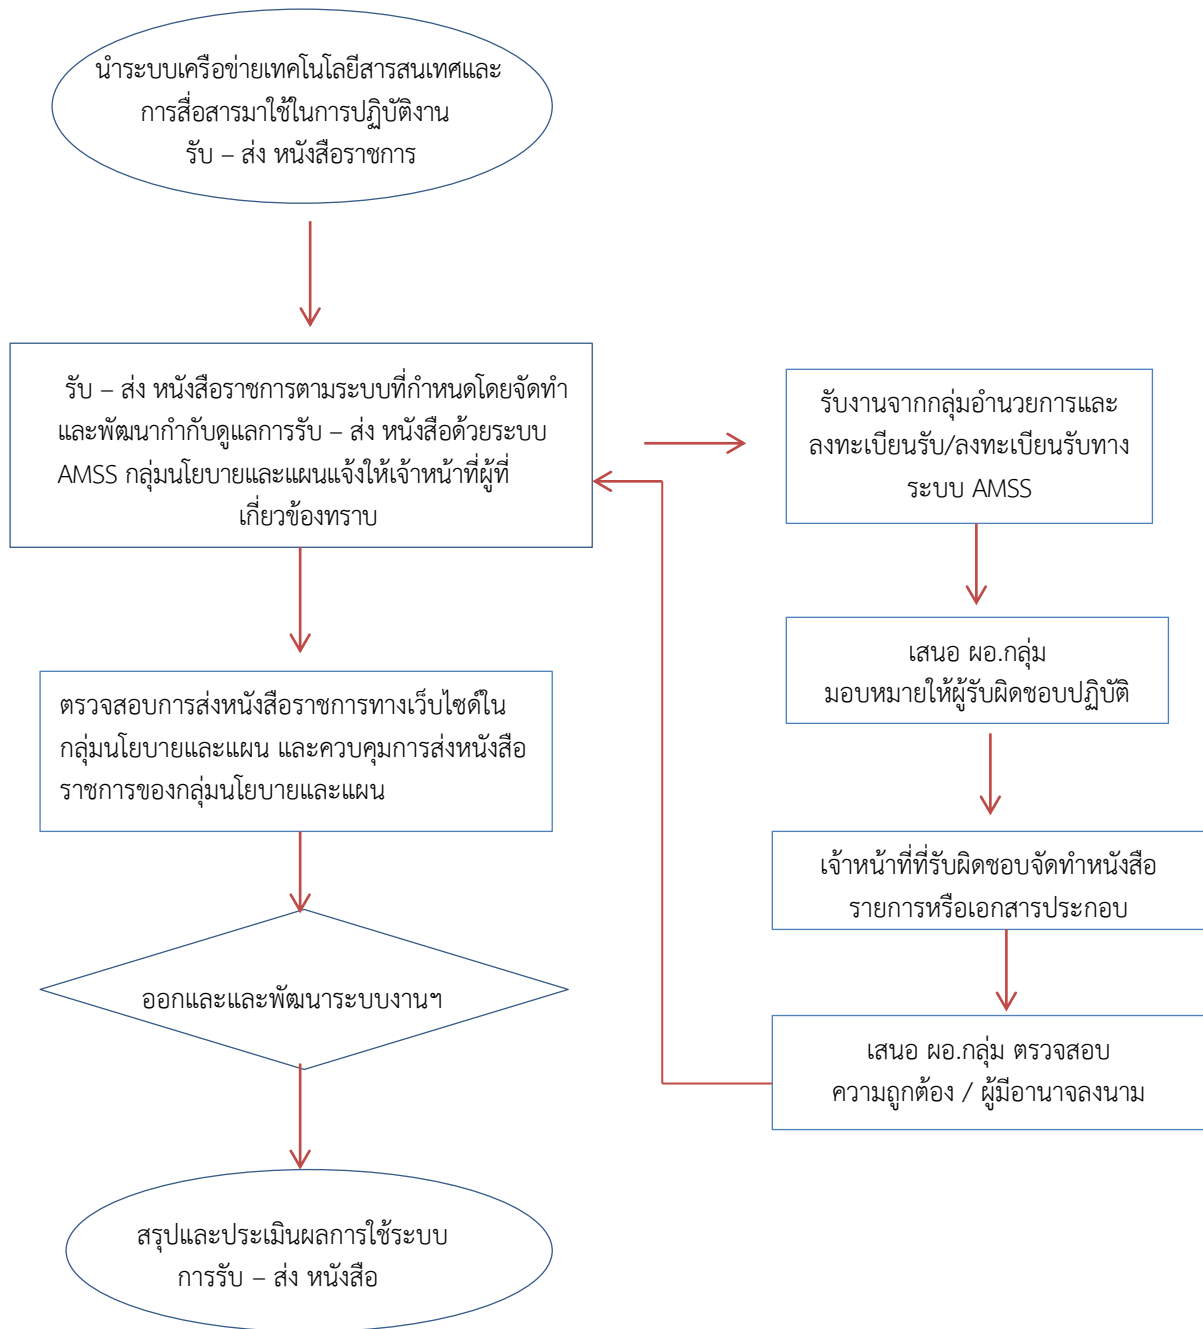 นำระบบเครือข่ายเทคโนโลยีสารสนเทศและ
การสื่อสารมาใช้ในการปฏิบัติงาน
รับ – ส่ง หนังสือราชการ
รับ – ส่ง หนังสือราชการตามระบบที่กำหนดโดยจัดทำ
และพัฒนากำกับดูแลการรับ – ส่ง หนังสือด้วยระบบ
AMSS กลุ่มนโยบายและแผนแจ้งให้เจ้าหน้าที่ผู้ที่
เกี่ยวข้องทราบ
ตรวจสอบการส่งหนังสือราชการทางเว็บไซด์ใน
กลุ่มนโยบายและแผน และควบคุมการส่งหนังสือ
ราชการของกลุ่มนโยบายและแผน
ออกและและพัฒนาระบบงานฯ
สรุปและประเมินผลการใช้ระบบ
การรับ – ส่ง หนังสือ
รับงานจากกลุ่มอำนวยการและ
ลงทะเบียนรับ/ลงทะเบียนรับทาง
ระบบ AMSS
เสนอ ผอ.กลุ่ม
มอบหมายให้ผู้รับผิดชอบปฏิบัติ
เจ้าหน้าที่ที่รับผิดชอบจัดทำหนังสือ
รายการหรือเอกสารประกอบ
เสนอ ผอ.กลุ่ม ตรวจสอบ
ความถูกต้อง / ผู้มีอานาจลงนาม